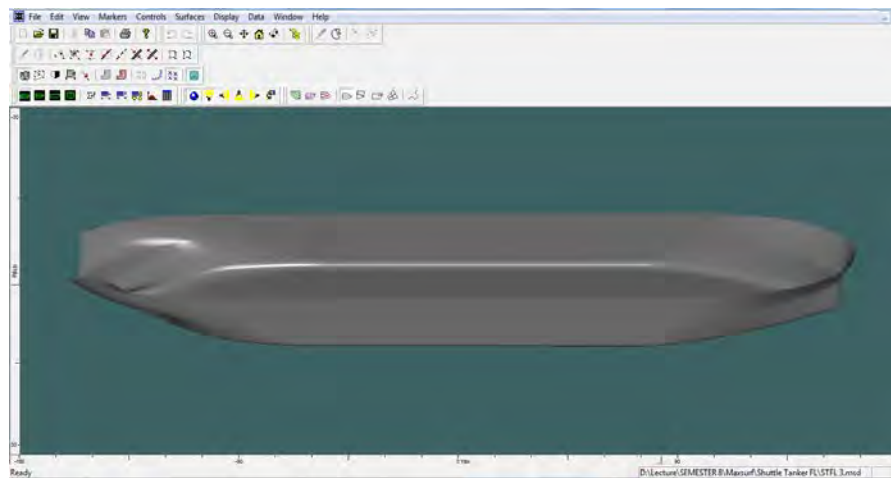 File Edit View Markers Controls Surfaces Display Data Window Help
Ready
D:\Lecture\SEMESTER 8\Maxsurf\Shuttle Tanker FL\STFL 3.msd